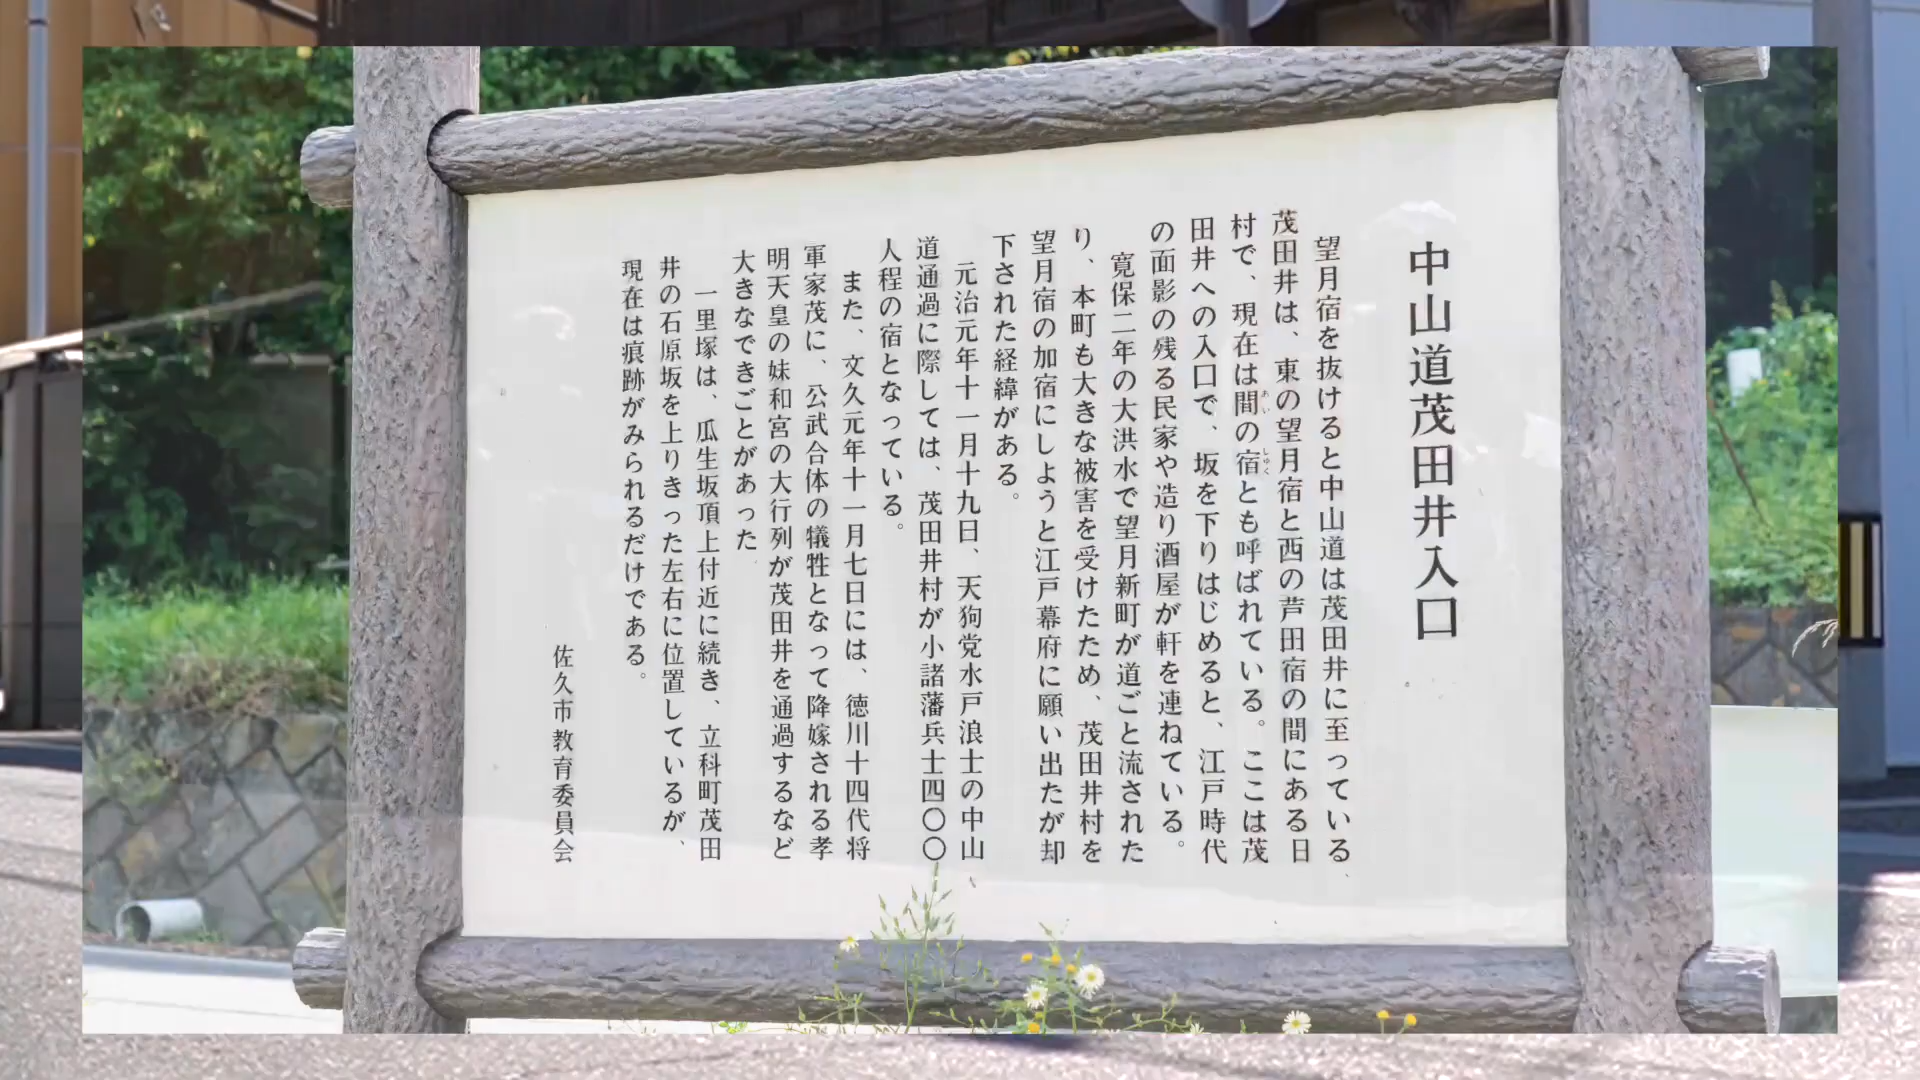 中山道茂田井入口
望月宿を抜けると中山道は茂田井に至っている、
茂田井は、東の望月宿と西の芦田宿の間にある日
村で、現在は間の宿とも呼ばれている。ここは茂
あい
しゅく
田井への入口で、坂を下りはじめると、江戸時代
の面影の残る民家や造り酒屋が軒を連ねている。
寛保二年の大洪水で望月新町が道ごと流された
り、本町も大きな被害を受けたため、茂田井村を
望月宿の加宿にしようと江戸幕府に願い出たが却
下された経緯がある。
元治元年十一月十九日、天狗党水戸浪士の中山
道通過に際しては、茂田井村が小諸藩兵士四〇〇
人程の宿となっている。
また、文久元年十一月七日には、徳川十四代将
軍家茂に、公武合体の犠牲となって降嫁される孝
明天皇の妹和宮の大行列が茂田井を通過するなど
大きなできごとがあった
一里塚は、瓜生坂頂上付近に続き、立科町茂田
井の石原坂を上りきった左右に位置しているが、
現在は痕跡がみられるだけである。
佐久市教育委員会